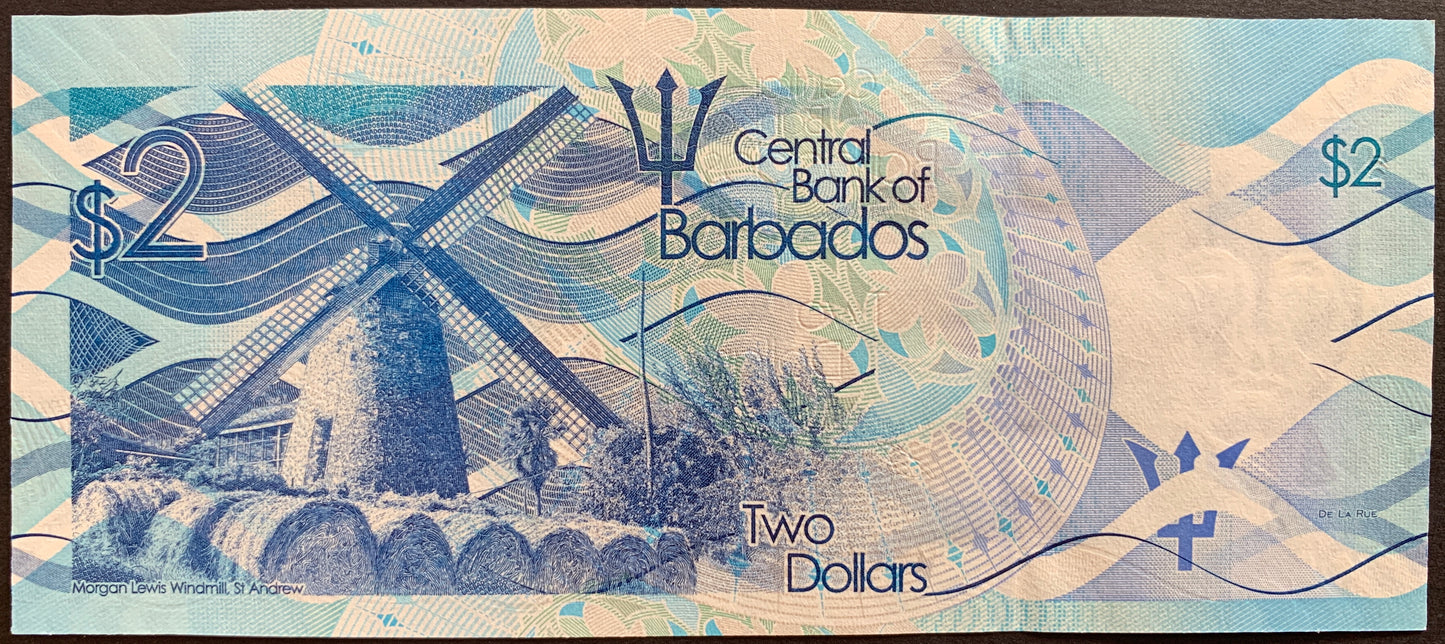 $2
Central
Bank of
Barbados
$2
Two
Dollars
DE LA RUE
Morgan Lewis Windmill, St Andrew